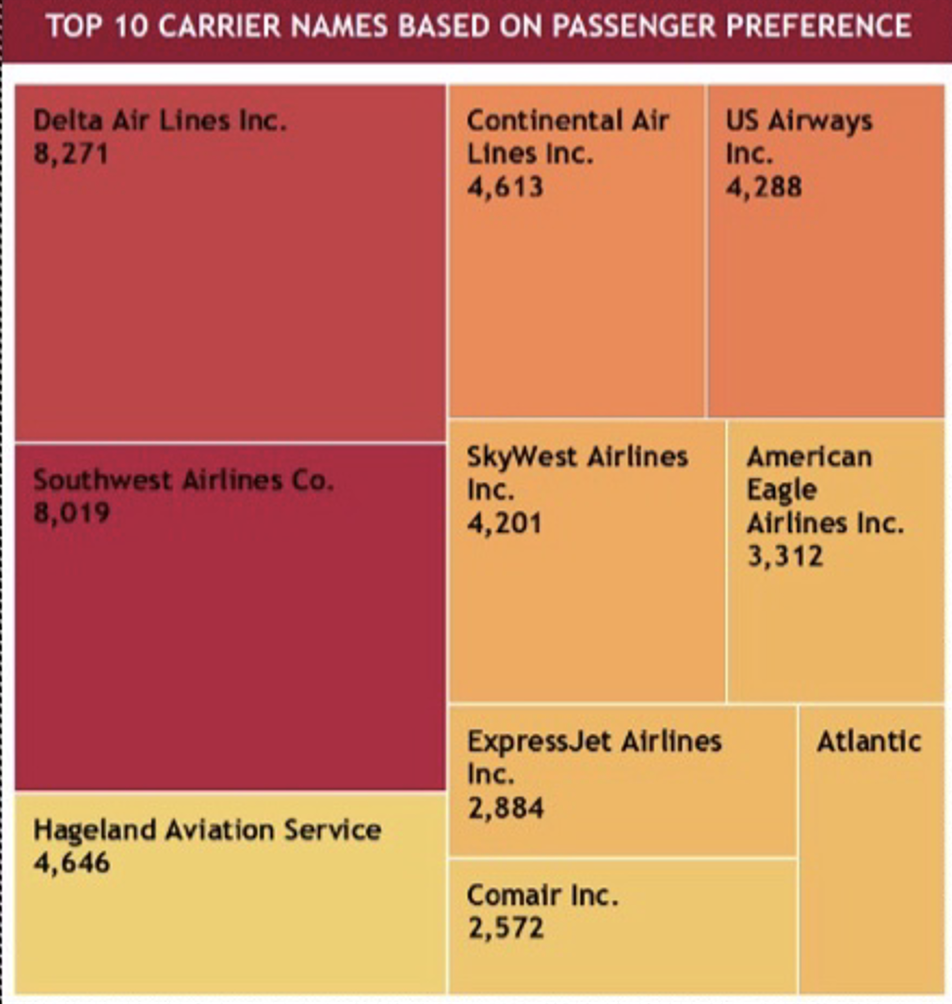 TOP 10 CARRIER NAMES BASED ON PASSENGER PREFERENCE
Delta Air Lines Inc.
8,271
Southwest Airlines Co.
8,019
Hageland Aviation Service
4,646
Continental Air
Lines Inc.
4,613
US Airways
Inc.
4,288
SkyWest Airlines
Inc.
4,201
American
Eagle
Airlines Inc.
3,312
ExpressJet Airlines
Inc.
2,884
Comair Inc.
2,572
Atlantic